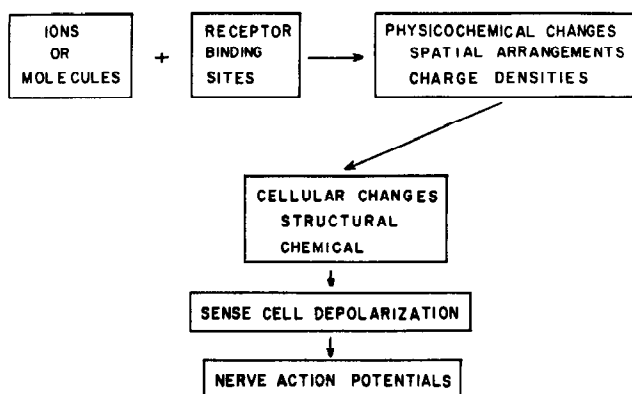 IONS
OR
MOLECULES
+
RECEPTOR
BINDING
SITES
PHYSICOCHEMICAL CHANGES
SPATIAL ARRANGEMENTS
CHARGE DENSITIES
CELLULAR CHANGES
STRUCTURAL
CHEMICAL
SENSE CELL DEPOLARIZATION
NERVE ACTION POTENTIALS